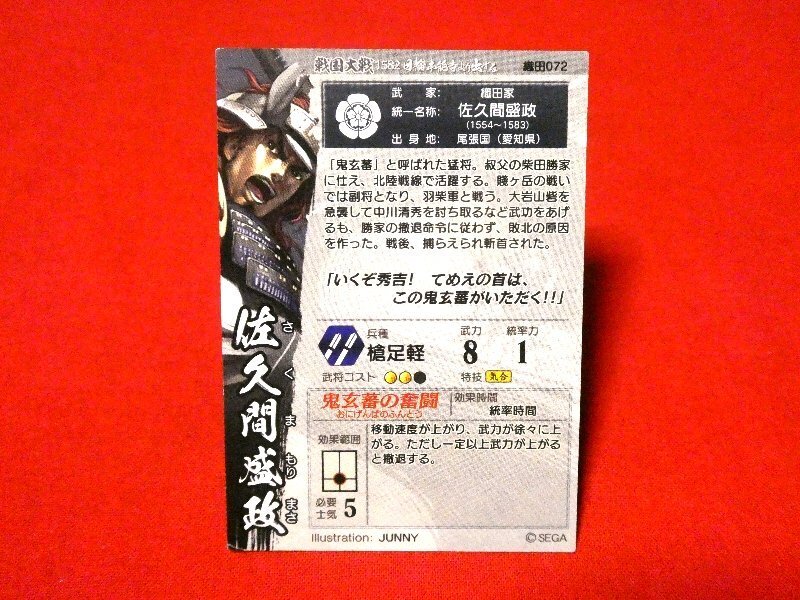 戦国大戦 1582 日輪本能寺より出づる
織田072
武家: 織田家
統一名称: 佐久間盛政
(1554～1583)
出身地: 尾張国（愛知県）
「鬼玄蕃」と呼ばれた猛将。叔父の柴田勝家
に仕え、北陸戦線で活躍する。賤ヶ岳の戦い
では副将となり、羽柴軍と戦う。大岩山砦を
急襲して中川清秀を討ち取るなど武功をあげ
るも、勝家の撤退命令に従わず、敗北の原因
を作った。戦後、捕らえられ斬首された。
「いくぞ秀吉！　てめえの首は、
この鬼玄蕃がいただく!!」
佐久間盛政
さくまもりまさ
兵種
槍足軽
武力
8
統率力
1
武将コスト
特技 気合
鬼玄蕃の奮闘
おにげんばのふんとう
効果時間
統率時間
効果範囲
移動速度が上がり、武力が徐々に上
がる。ただし一定以上武力が上がる
と撤退する。
必要
士気 5
Illustration: JUNNY
©SEGA